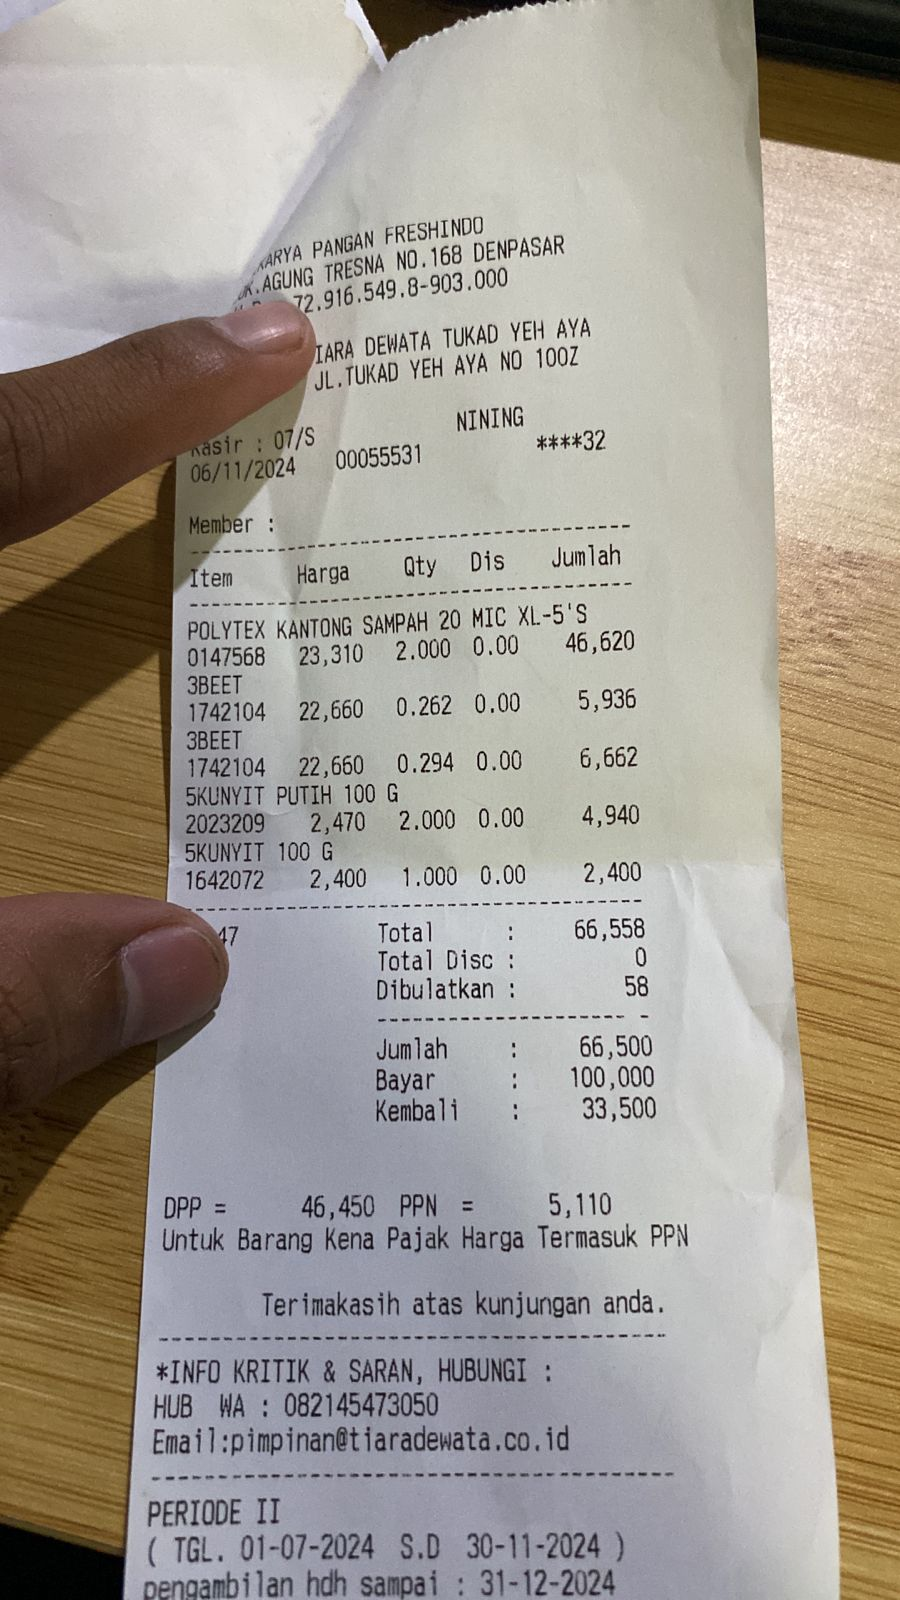 KARYA PANGAN FRESHINDO
JK.AGUNG TRESNA NO.168 DENPASAR
72.916.549.8-903.000
IARA DEWATA TUKAD YEH AYA
JL.TUKAD YEH AYA NO 100Z
NINING
Kasir : 07/S
06/11/2024 00055531 ****32
Member :
Item Harga Qty Dis Jumlah
POLYTEX KANTONG SAMPAH 20 MIC XL-5'S
0147568 23,310 2.000 0.00 46,620
3BEET
1742104 22,660 0.262 0.00 5,936
3BEET
1742104 22,660 0.294 0.00 6,662
5KUNYIT PUTIH 100 G
2023209 2,470 2.000 0.00 4,940
5KUNYIT 100 G
1642072 2,400 1.000 0.00 2,400
47 Total : 66,558
Total Disc : 0
Dibulatkan : 58
Jumlah : 66,500
Bayar : 100,000
Kembali : 33,500
DPP = 46,450 PPN = 5,110
Untuk Barang Kena Pajak Harga Termasuk PPN
Terimakasih atas kunjungan anda.
*INFO KRITIK & SARAN, HUBUNGI :
HUB WA : 082145473050
Email:pimpinan@tiaradewata.co.id
PERIODE II
( TGL. 01-07-2024 S.D 30-11-2024 )
pengambilan hdh sampai : 31-12-2024